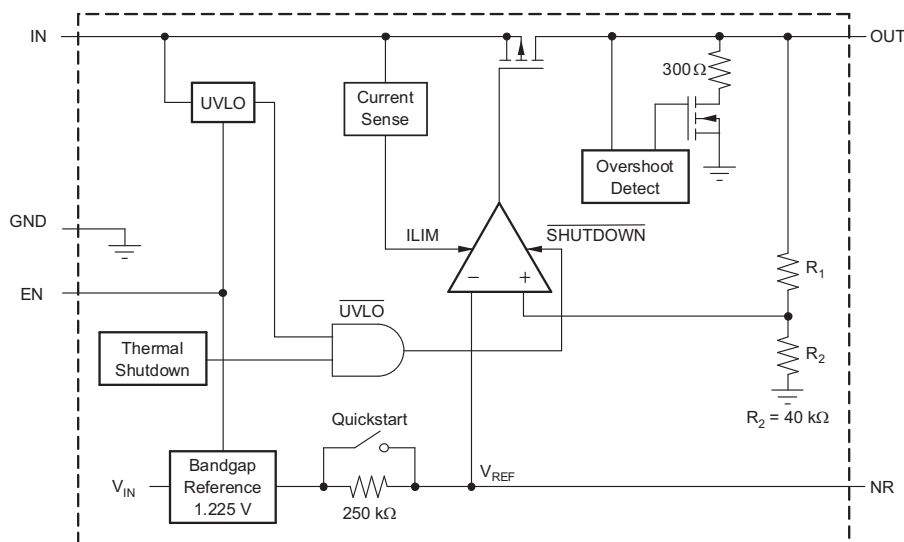 IN
OUT
300 Ω
UVLO
Current
Sense
Overshoot
Detect
GND
ILIM
SHUTDOWN
R1
− +
EN
UVLO
Thermal
Shutdown
R2
Quickstart
R2 = 40 kΩ
VIN
Bandgap
Reference
1.225 V
250 kΩ
VREF
NR